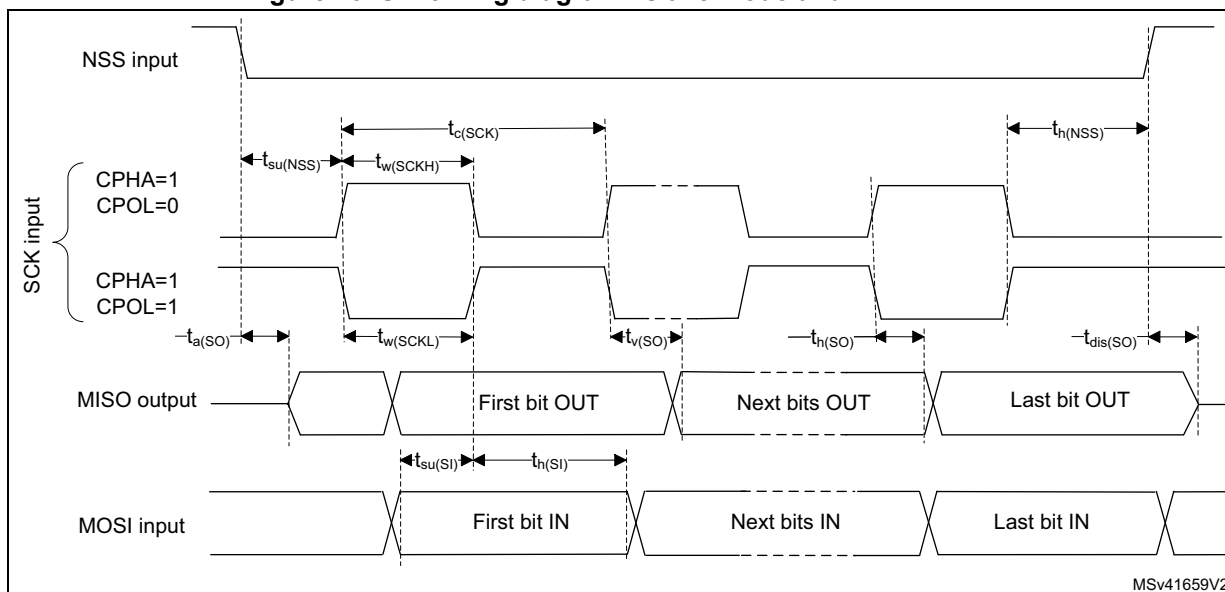 NSS input
tc(SCK)
th(NSS)
tsu(NSS)
tw(SCKH)
CPHA=1
CPOL=0
SCK input
CPHA=1
CPOL=1
ta(SO)
tw(SCKL)
tv(SO)
th(SO)
tdis(SO)
MISO output
First bit OUT
Next bits OUT
Last bit OUT
tsu(SI)
th(SI)
MOSI input
First bit IN
Next bits IN
Last bit IN
MSv41659V2